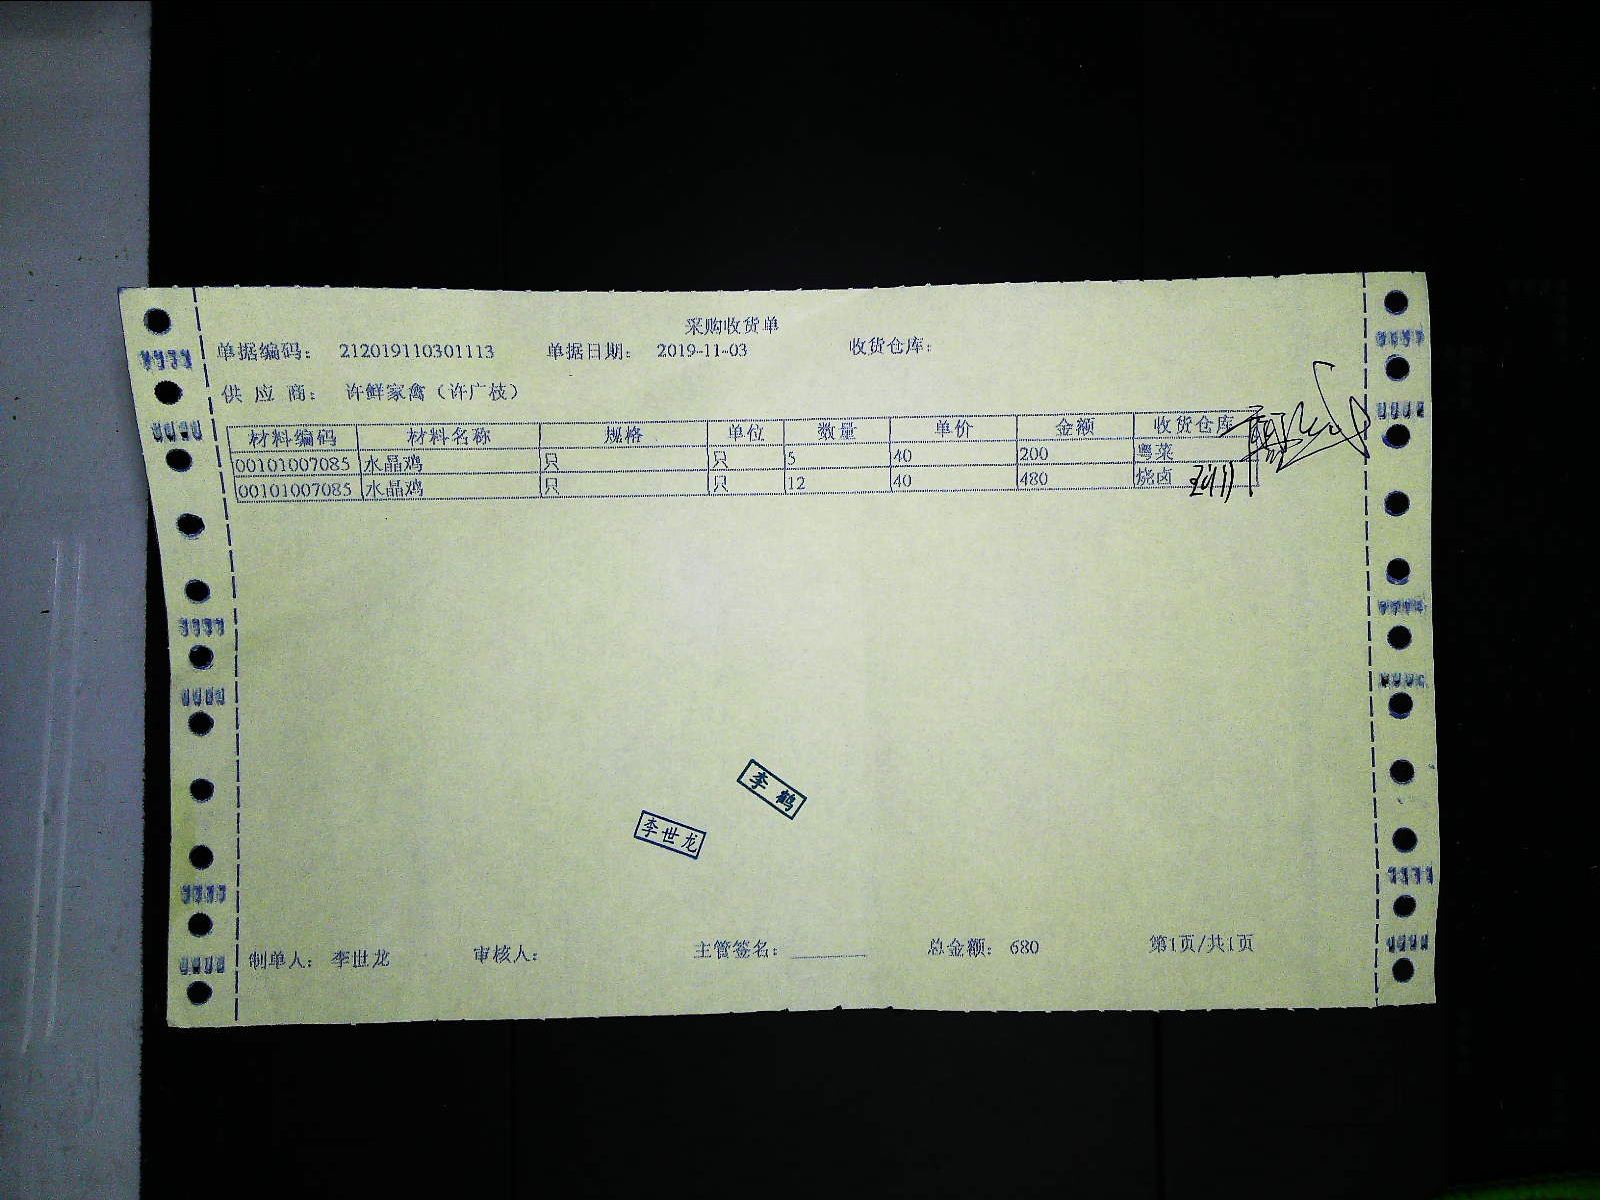 采购收货单
单据编码： 212019110301113 单据日期： 2019-11-03 收货仓库：
供 应 商： 许鲜家禽（许广枝）
材料编码 材料名称 规格 单位 数量 单价 金额 收货仓库
00101007085 水晶鸡 只 只 5 40 200 粤菜
00101007085 水晶鸡 只 只 12 40 480 烧卤
李鹤
李世龙
制单人： 李世龙 审核人： 主管签名： ______ 总金额： 680 第1页/共1页